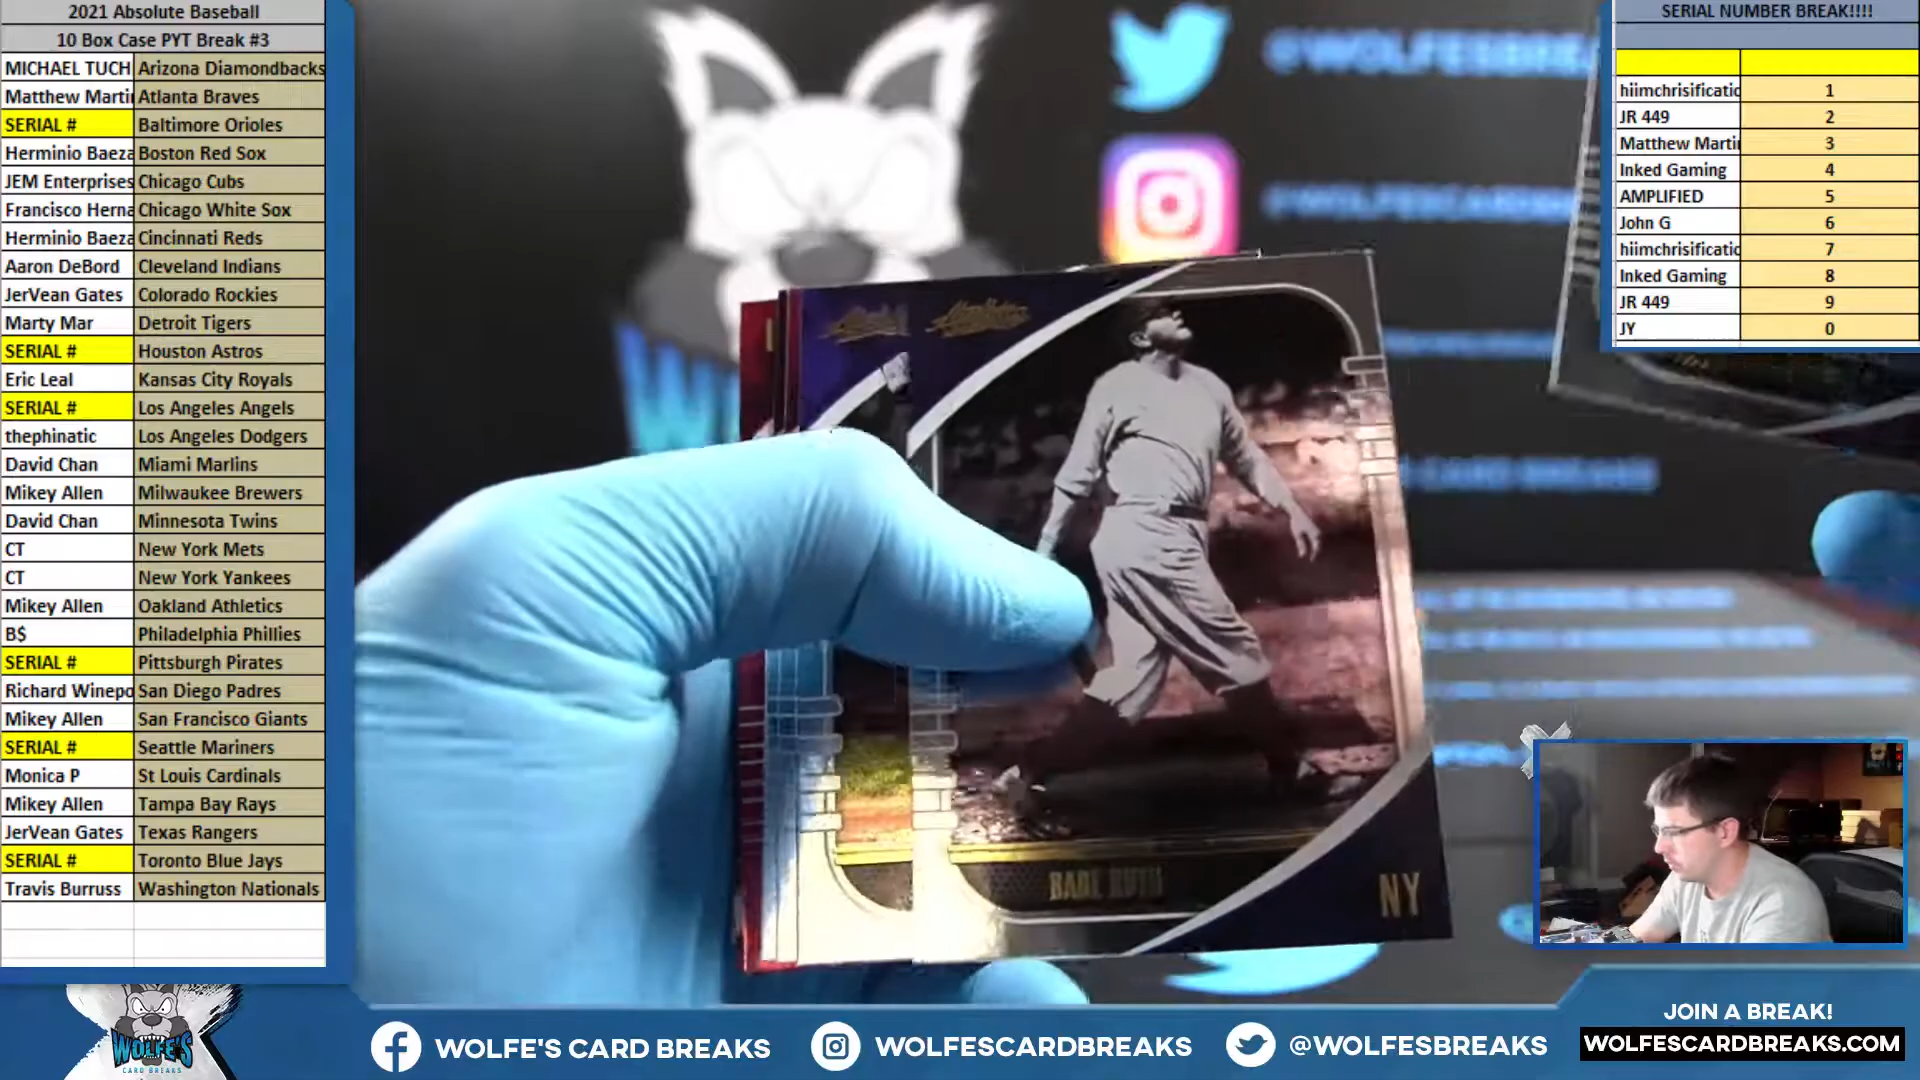 2021 Absolute Baseball
10 Box Case PYT Break #3
MICHAEL TUCH Arizona Diamondbacks
Matthew Marti Atlanta Braves
SERIAL # Baltimore Orioles
Herminio Baeza Boston Red Sox
JEM Enterprises Chicago Cubs
Francisco Herna Chicago White Sox
Herminio Baeza Cincinnati Reds
Aaron DeBord Cleveland Indians
JerVean Gates Colorado Rockies
Marty Mar Detroit Tigers
SERIAL # Houston Astros
Eric Leal Kansas City Royals
SERIAL # Los Angeles Angels
thephinatic Los Angeles Dodgers
David Chan Miami Marlins
Mikey Allen Milwaukee Brewers
David Chan Minnesota Twins
CT New York Mets
CT New York Yankees
Mikey Allen Oakland Athletics
B$ Philadelphia Phillies
SERIAL # Pittsburgh Pirates
Richard Winepo San Diego Padres
Mikey Allen San Francisco Giants
SERIAL # Seattle Mariners
Monica P St Louis Cardinals
Mikey Allen Tampa Bay Rays
JerVean Gates Texas Rangers
SERIAL # Toronto Blue Jays
Travis Burruss Washington Nationals
SERIAL NUMBER BREAK!!!!
hiimchrisificatio 1
JR 449 2
Matthew Marti 3
Inked Gaming 4
AMPLIFIED 5
John G 6
hiimchrisificatio 7
Inked Gaming 8
JR 449 9
JY 0
@WOLFESBREA
@WOLFESCARD
CARD BREAKS
BABE RUTH
NY
WOLFE'S
CARD BREAKS
WOLFE'S CARD BREAKS
WOLFESCARDBREAKS
@WOLFESBREAKS
JOIN A BREAK!
WOLFESCARDBREAKS.COM